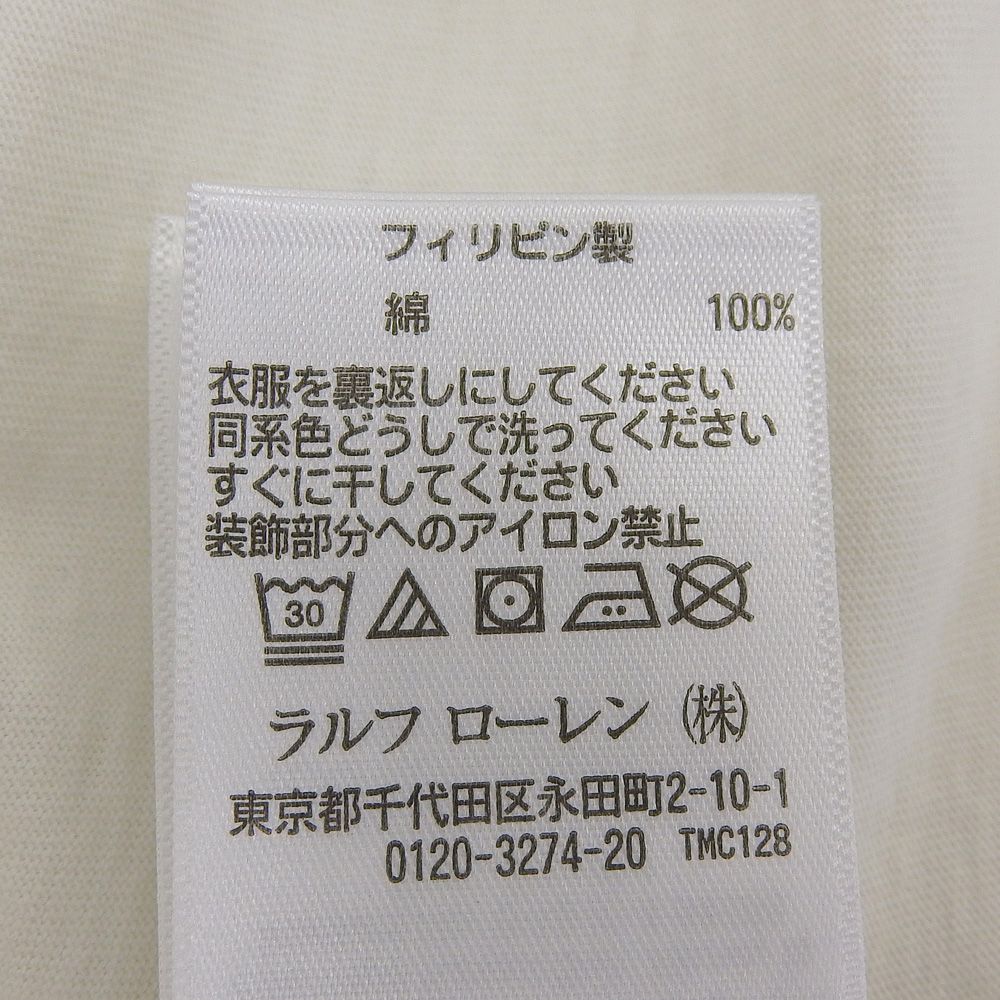 フィリピン製
綿 100%
衣服を裏返しにしてください
同系色どうしで洗ってください
すぐに干してください
装飾部分へのアイロン禁止
30
ラルフ ローレン (株)
東京都千代田区永田町2-10-1
0120-3274-20 TMC128